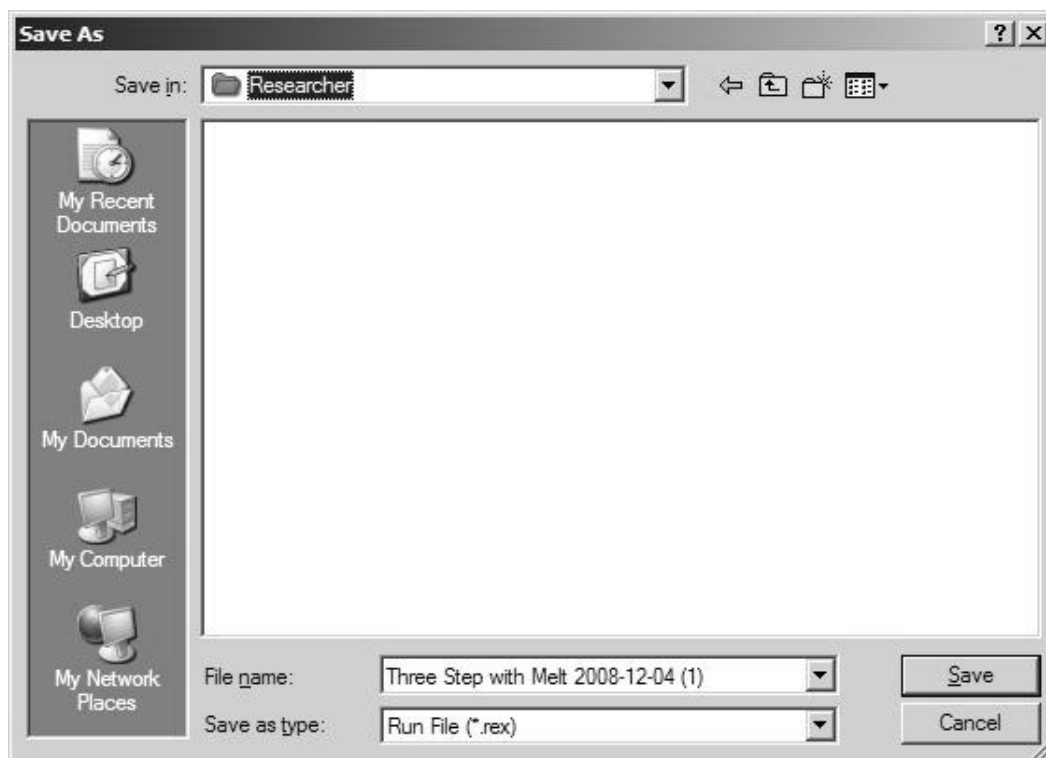 Save As
Save in:
Researcher
My Recent
Documents
Desktop
My Documents
My Computer
My Network
Places
File name:
Three Step with Melt 2008-12-04 (1)
Save
Save as type:
Run File (*.rex)
Cancel